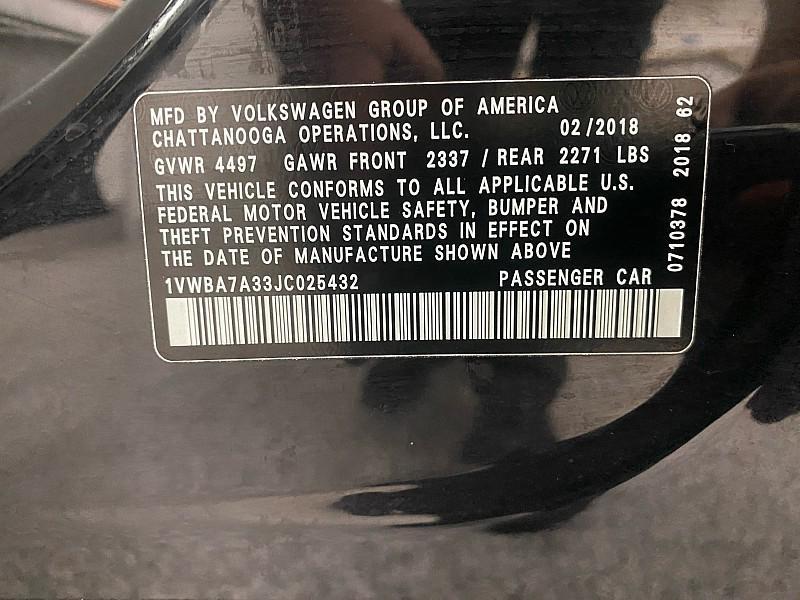 MFD BY VOLKSWAGEN GROUP OF AMERICA
CHATTANOOGA OPERATIONS, LLC. 02/2018
GVWR 4497 GAWR FRONT 2337 / REAR 2271 LBS
THIS VEHICLE CONFORMS TO ALL APPLICABLE U.S.
FEDERAL MOTOR VEHICLE SAFETY, BUMPER AND
THEFT PREVENTION STANDARDS IN EFFECT ON
THE DATE OF MANUFACTURE SHOWN ABOVE
1VWBA7A33JC025432 PASSENGER CAR
0710378 2018 62